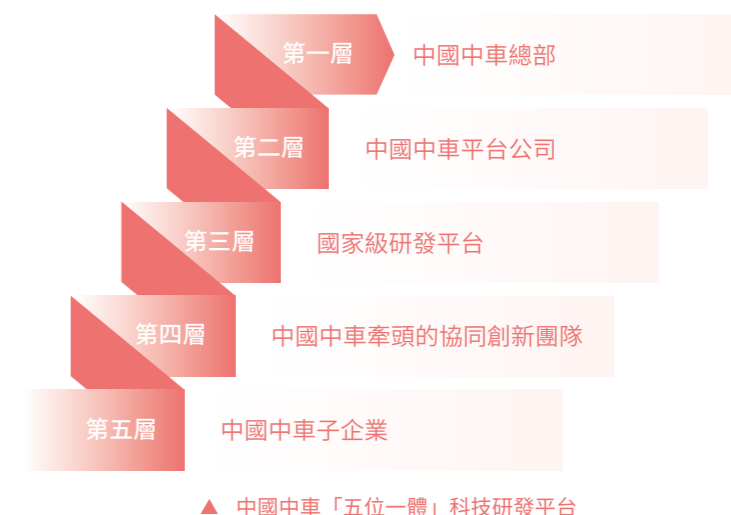 第一層 中國中車總部
第二層 中國中車平台公司
第三層 國家級研發平台
第四層 中國中車牽頭的協同創新團隊
第五層 中國中車子企業
▲ 中國中車「五位一體」科技研發平台